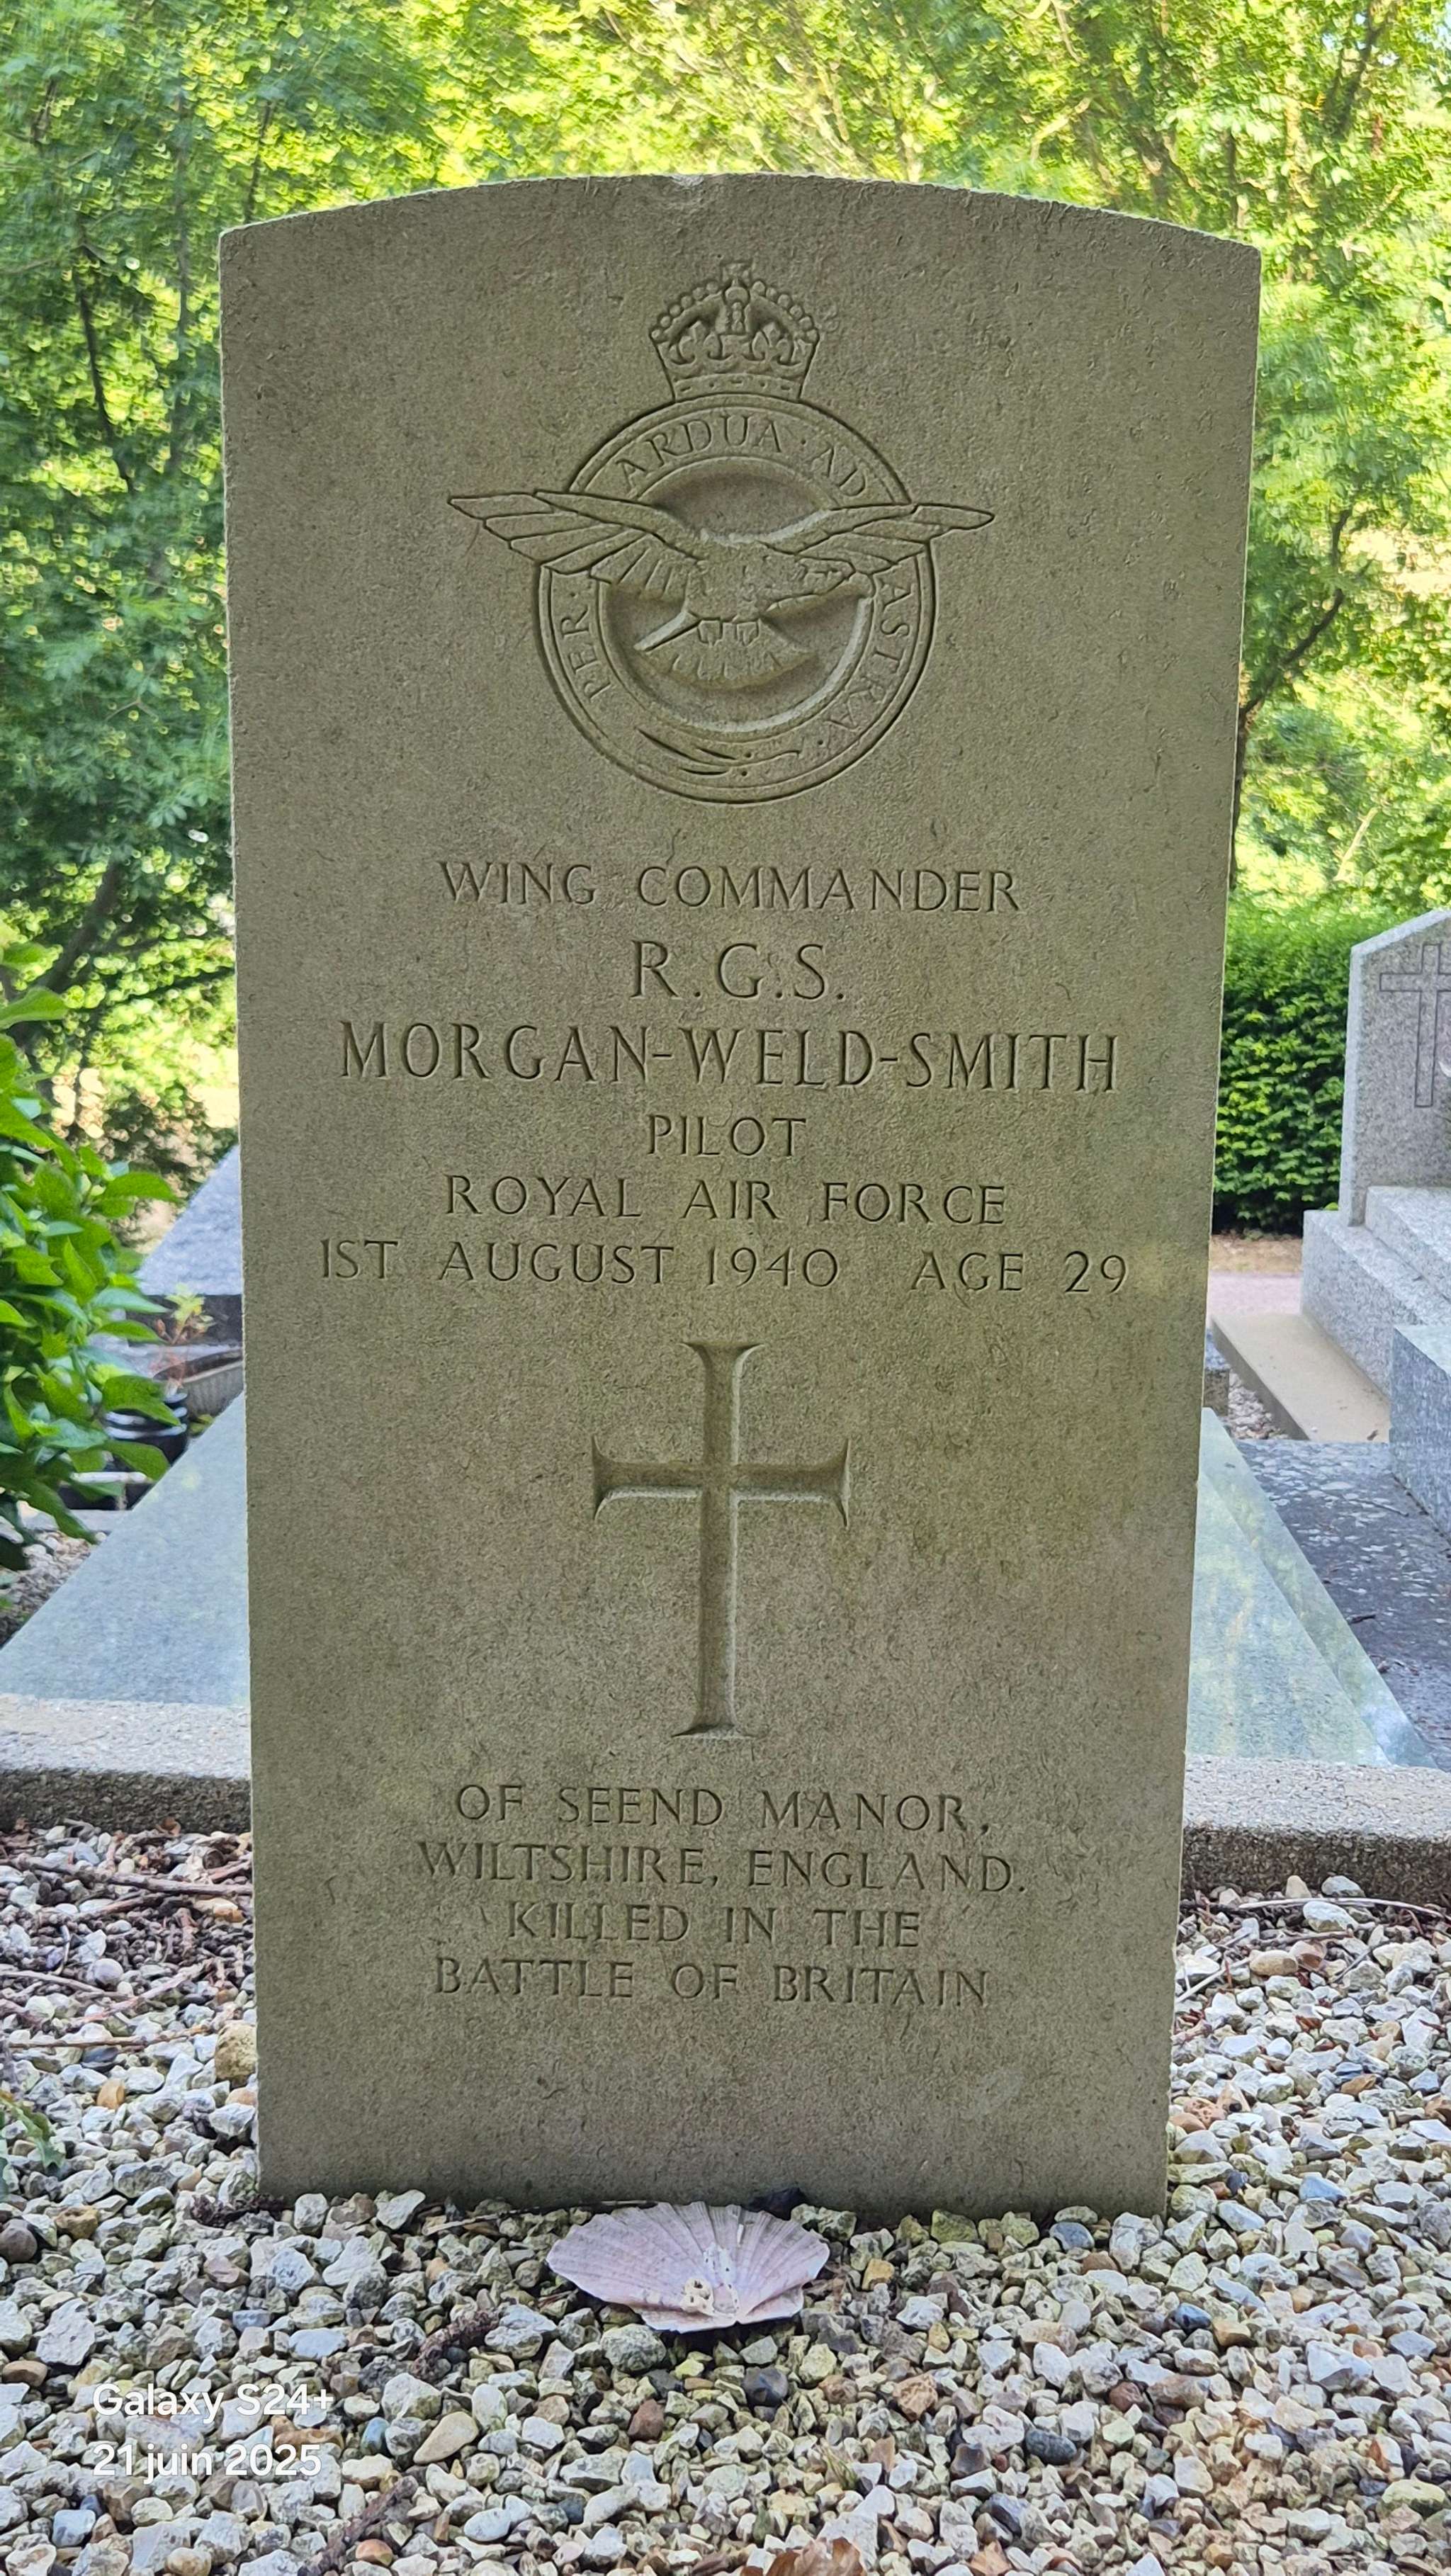 PER · ARDUA · AD ASTRA ·
WING COMMANDER
R.G.S.
MORGAN-WELD-SMITH
PILOT
ROYAL AIR FORCE
1ST AUGUST 1940 AGE 29
OF SEEND MANOR,
WILTSHIRE, ENGLAND.
KILLED IN THE
BATTLE OF BRITAIN
Galaxy S24+
21 juin 2025